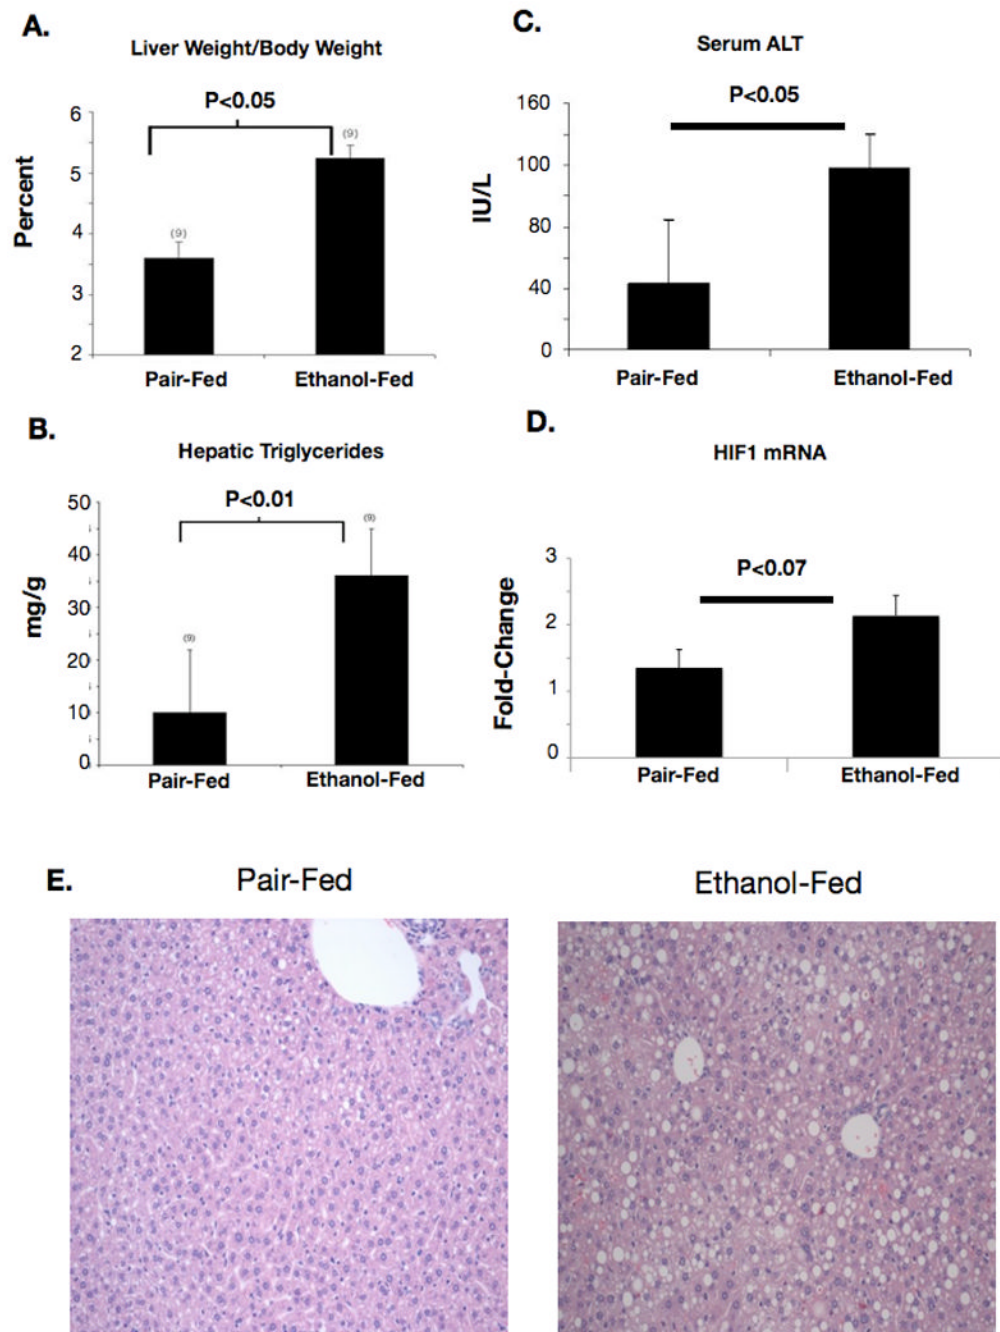 A.
Liver Weight/Body Weight
P<0.05
Percent
6
5
4
3
2
(9)
(9)
Pair-Fed
Ethanol-Fed
C.
Serum ALT
P<0.05
IU/L
160
100
80
40
0
Pair-Fed
Ethanol-Fed
B.
Hepatic Triglycerides
P<0.01
mg/g
50
40
30
20
10
0
(9)
(9)
Pair-Fed
Ethanol-Fed
D.
HIF1 mRNA
P<0.07
Fold-Change
3
2
1
0
Pair-Fed
Ethanol-Fed
E.
Pair-Fed
Ethanol-Fed